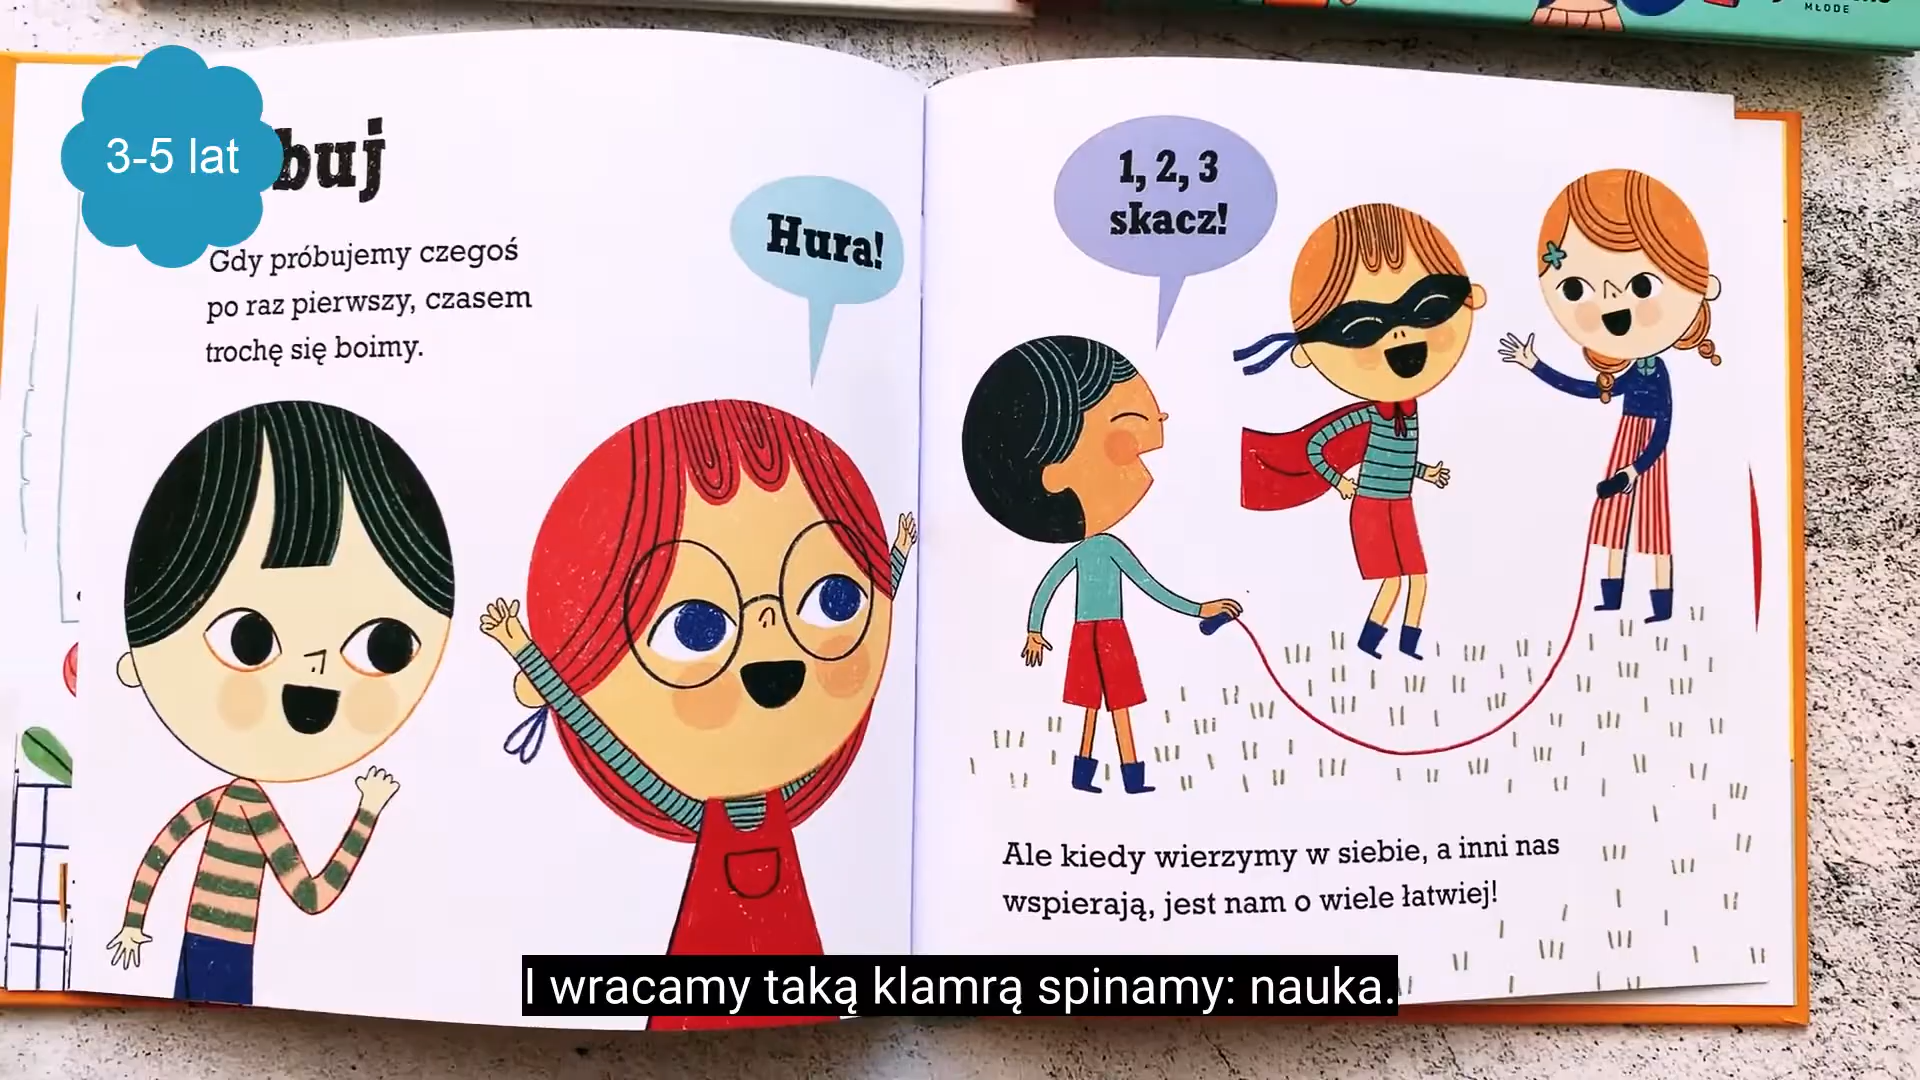 MŁODE
3-5 lat
buj
Gdy próbujemy czegoś
po raz pierwszy, czasem
trochę się boimy.
Hura!
1, 2, 3
skacz!
Ale kiedy wierzymy w siebie, a inni nas
wspierają, jest nam o wiele łatwiej!
I wracamy taką klamrą spinamy: nauka.